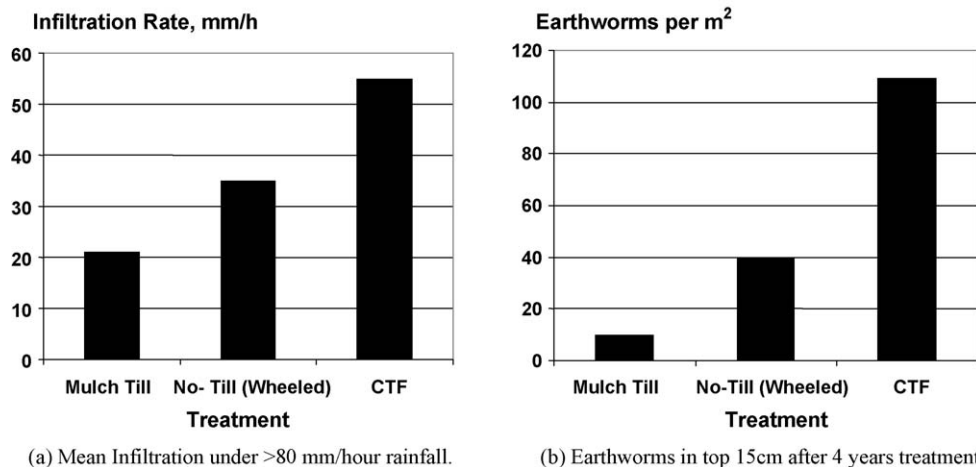 Infiltration Rate, mm/h
60
50
40
30
20
10
0
Mulch Till No- Till (Wheeled) CTF
Treatment
(a) Mean Infiltration under >80 mm/hour rainfall.
Earthworms per m²
120
100
80
60
40
20
0
Mulch Till No-Till (Wheeled) CTF
Treatment
(b) Earthworms in top 15cm after 4 years treatmen